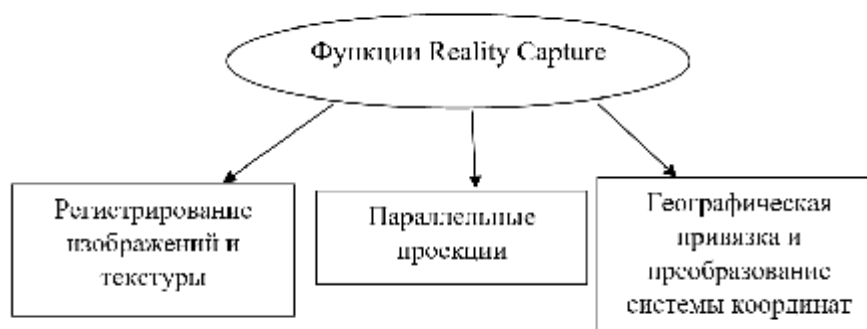 Функции Reality Capture
Регистрирование
изображений и
текстуры
Параллельные
проекции
Географическая
привязка и
преобразование
системы координат